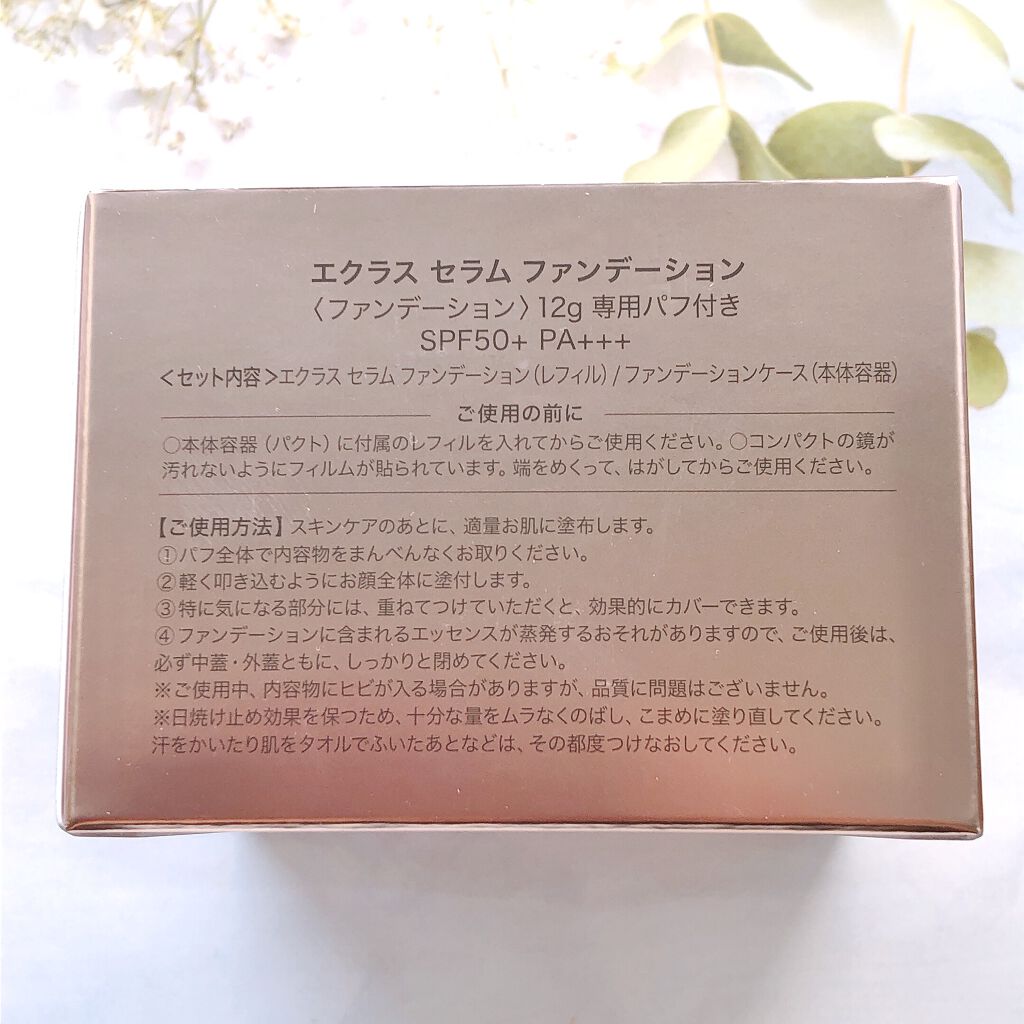 エクラス セラム ファンデーション
〈ファンデーション〉12g 専用パフ付き
SPF50+ PA+++
＜セット内容＞エクラス セラム ファンデーション（レフィル）/ ファンデーションケース（本体容器）
ご使用の前に
○本体容器（パクト）に付属のレフィルを入れてからご使用ください。○コンパクトの鏡が
汚れないようにフィルムが貼られています。端をめくって、はがしてからご使用ください。
【ご使用方法】スキンケアのあとに、適量お肌に塗布します。
①パフ全体で内容物をまんべんなくお取りください。
②軽く叩き込むようにお顔全体に塗付します。
③特に気になる部分には、重ねてつけていただくと、効果的にカバーできます。
④ファンデーションに含まれるエッセンスが蒸発するおそれがありますので、ご使用後は、
必ず中蓋・外蓋ともに、しっかりと閉めてください。
※ご使用中、内容物にヒビが入る場合がありますが、品質に問題はございません。
※日焼け止め効果を保つため、十分な量をムラなくのばし、こまめに塗り直してください。
汗をかいたり肌をタオルでふいたあとなどは、その都度つけなおしてください。